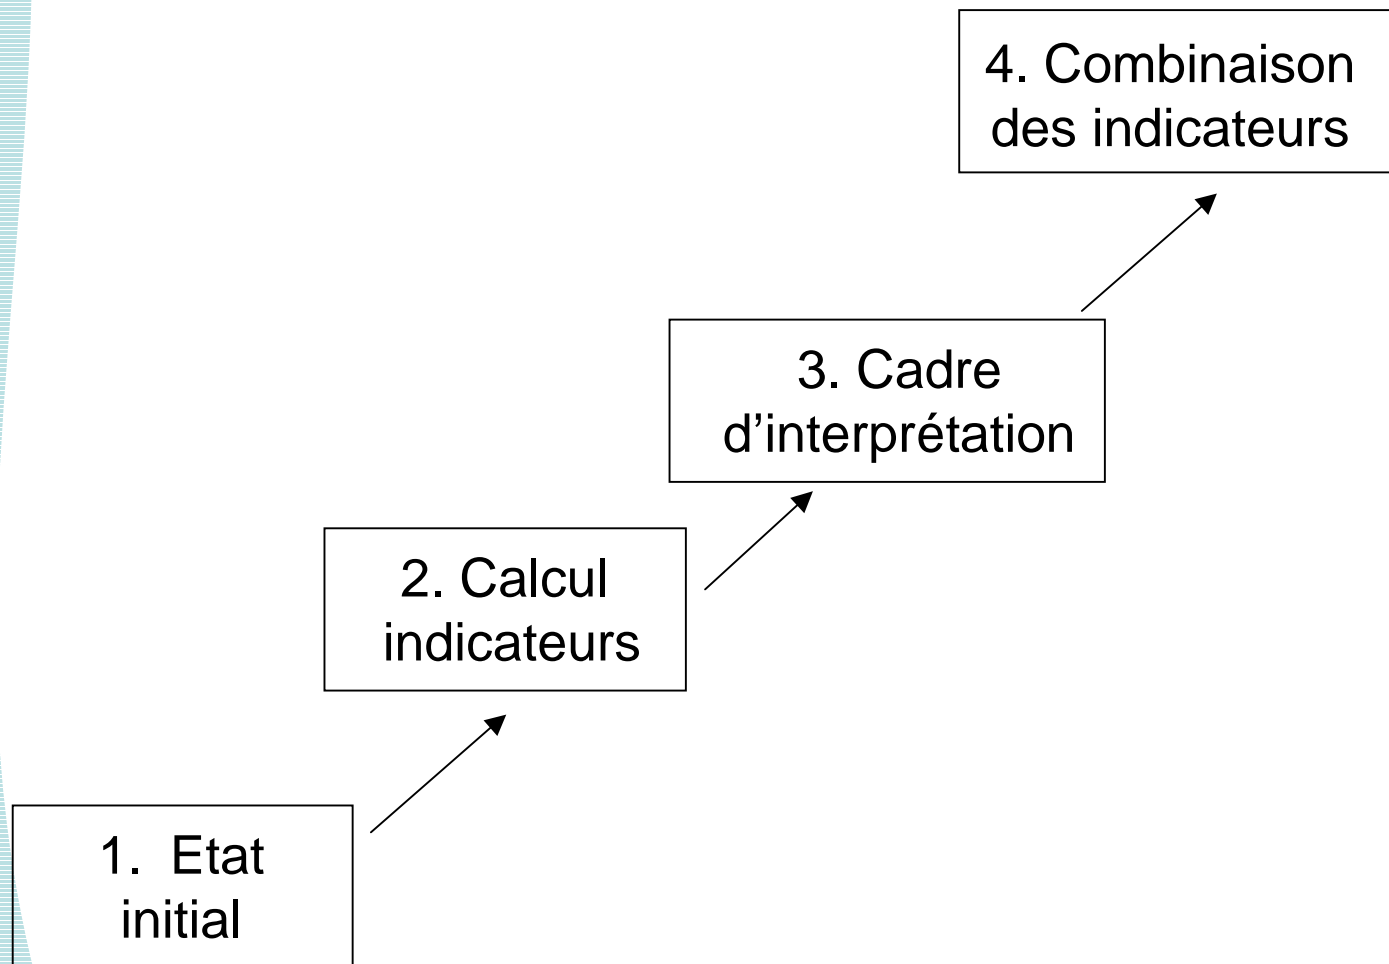 4. Combinaison
des indicateurs
3. Cadre
d’interprétation
2. Calcul
indicateurs
1. Etat
initial